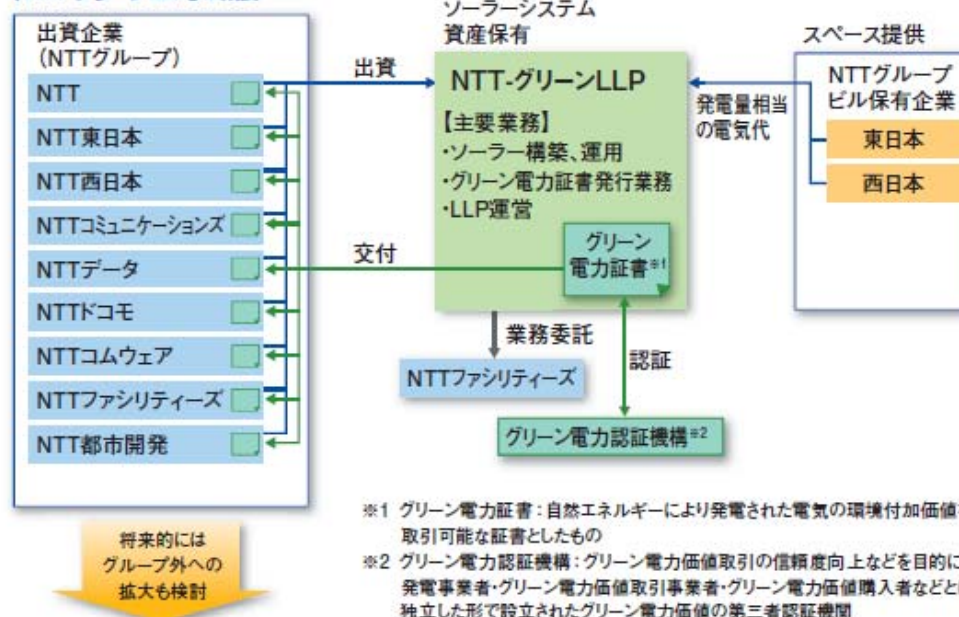 出資企業
(NTTグループ)
NTT
NTT東日本
NTT西日本
NTTコミュニケーションズ
NTTデータ
NTTドコモ
NTTコムウェア
NTTファシリティーズ
NTT都市開発
将来的には
グループ外への
拡大も検討
出資
交付
ソーラーシステム
資産保有
NTT-グリーンLLP
【主要業務】
・ソーラー構築、運用
・グリーン電力証書発行業務
・LLP運営
グリーン
電力証書※1
業務委託
NTTファシリティーズ
認証
グリーン電力認証機構※2
発電量相当
の電気代
スペース提供
NTTグループ
ビル保有企業
東日本
西日本
※1 グリーン電力証書：自然エネルギーにより発電された電気の環境付加価値
取引可能な証書としたもの
※2 グリーン電力認証機構：グリーン電力価値取引の信頼度向上などを目的に
発電事業者・グリーン電力価値取引事業者・グリーン電力価値購入者などと
独立した形で設立されたグリーン電力価値の第三者認証機関